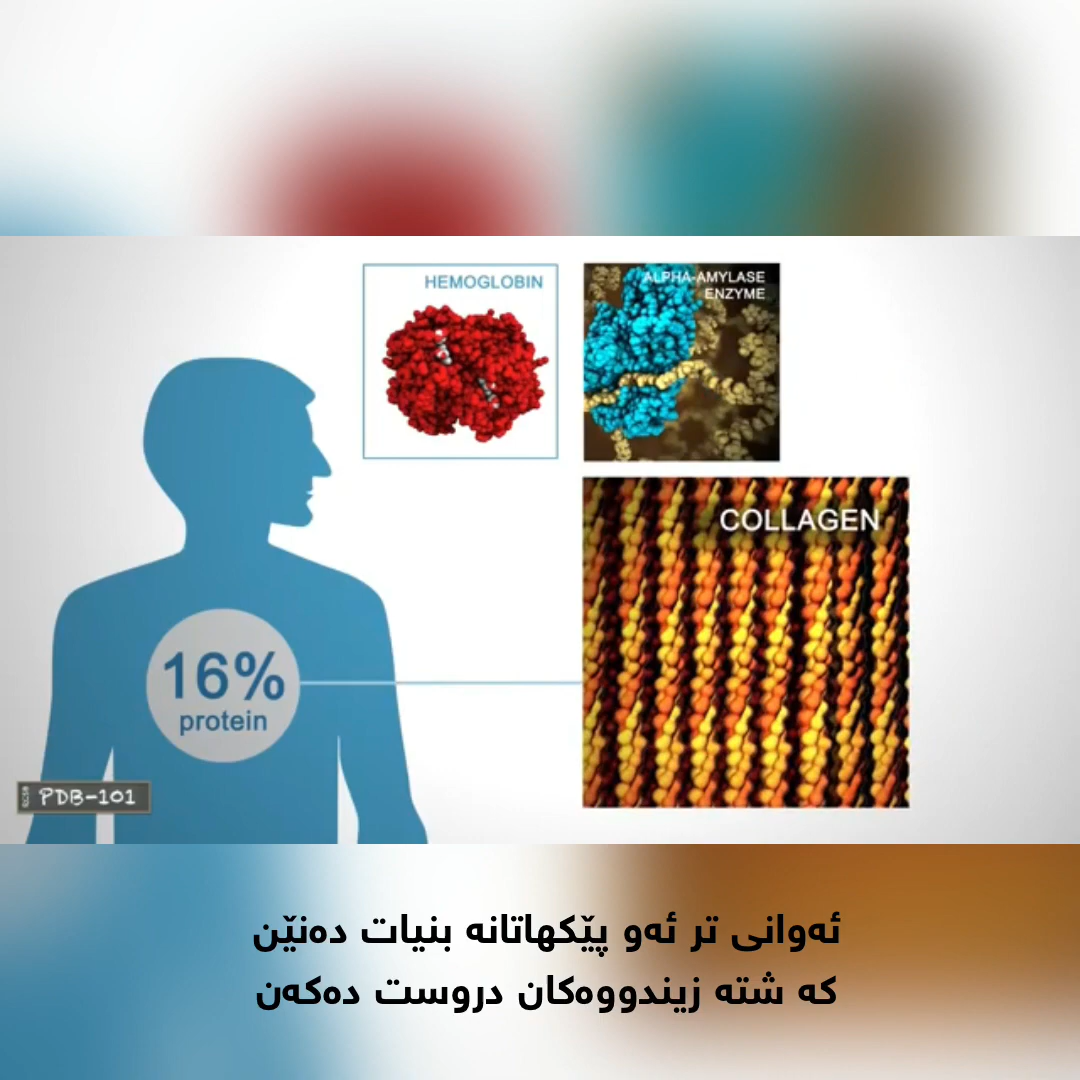 HEMOGLOBIN
ALPHA-AMYLASE
ENZYME
COLLAGEN
16%
protein
PDB-101
ئەوانی تر ئەو پێکهاتانە بنیات دەنێن
کە شتە زیندووەکان دروست دەکەن